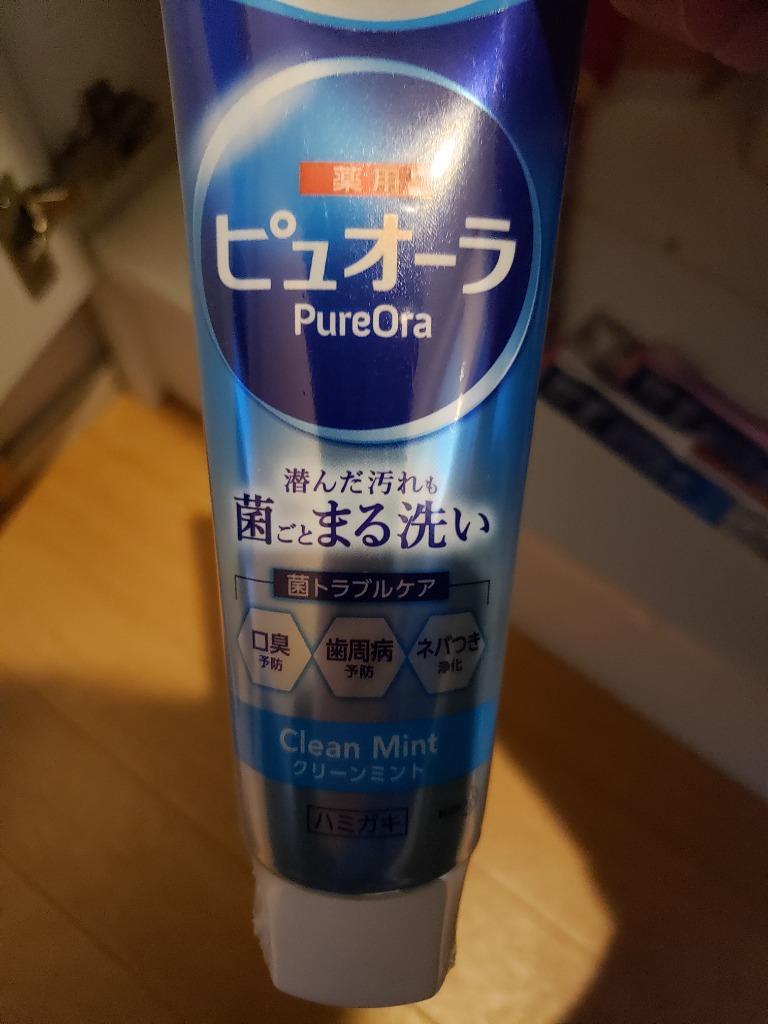 薬用
ピュオーラ
PureOra
潜んだ汚れも
菌ごとまる洗い
菌トラブルケア
口臭
予防
歯周病
予防
ネバつき
浄化
Clean Mint
クリーンミント
ハミガキ